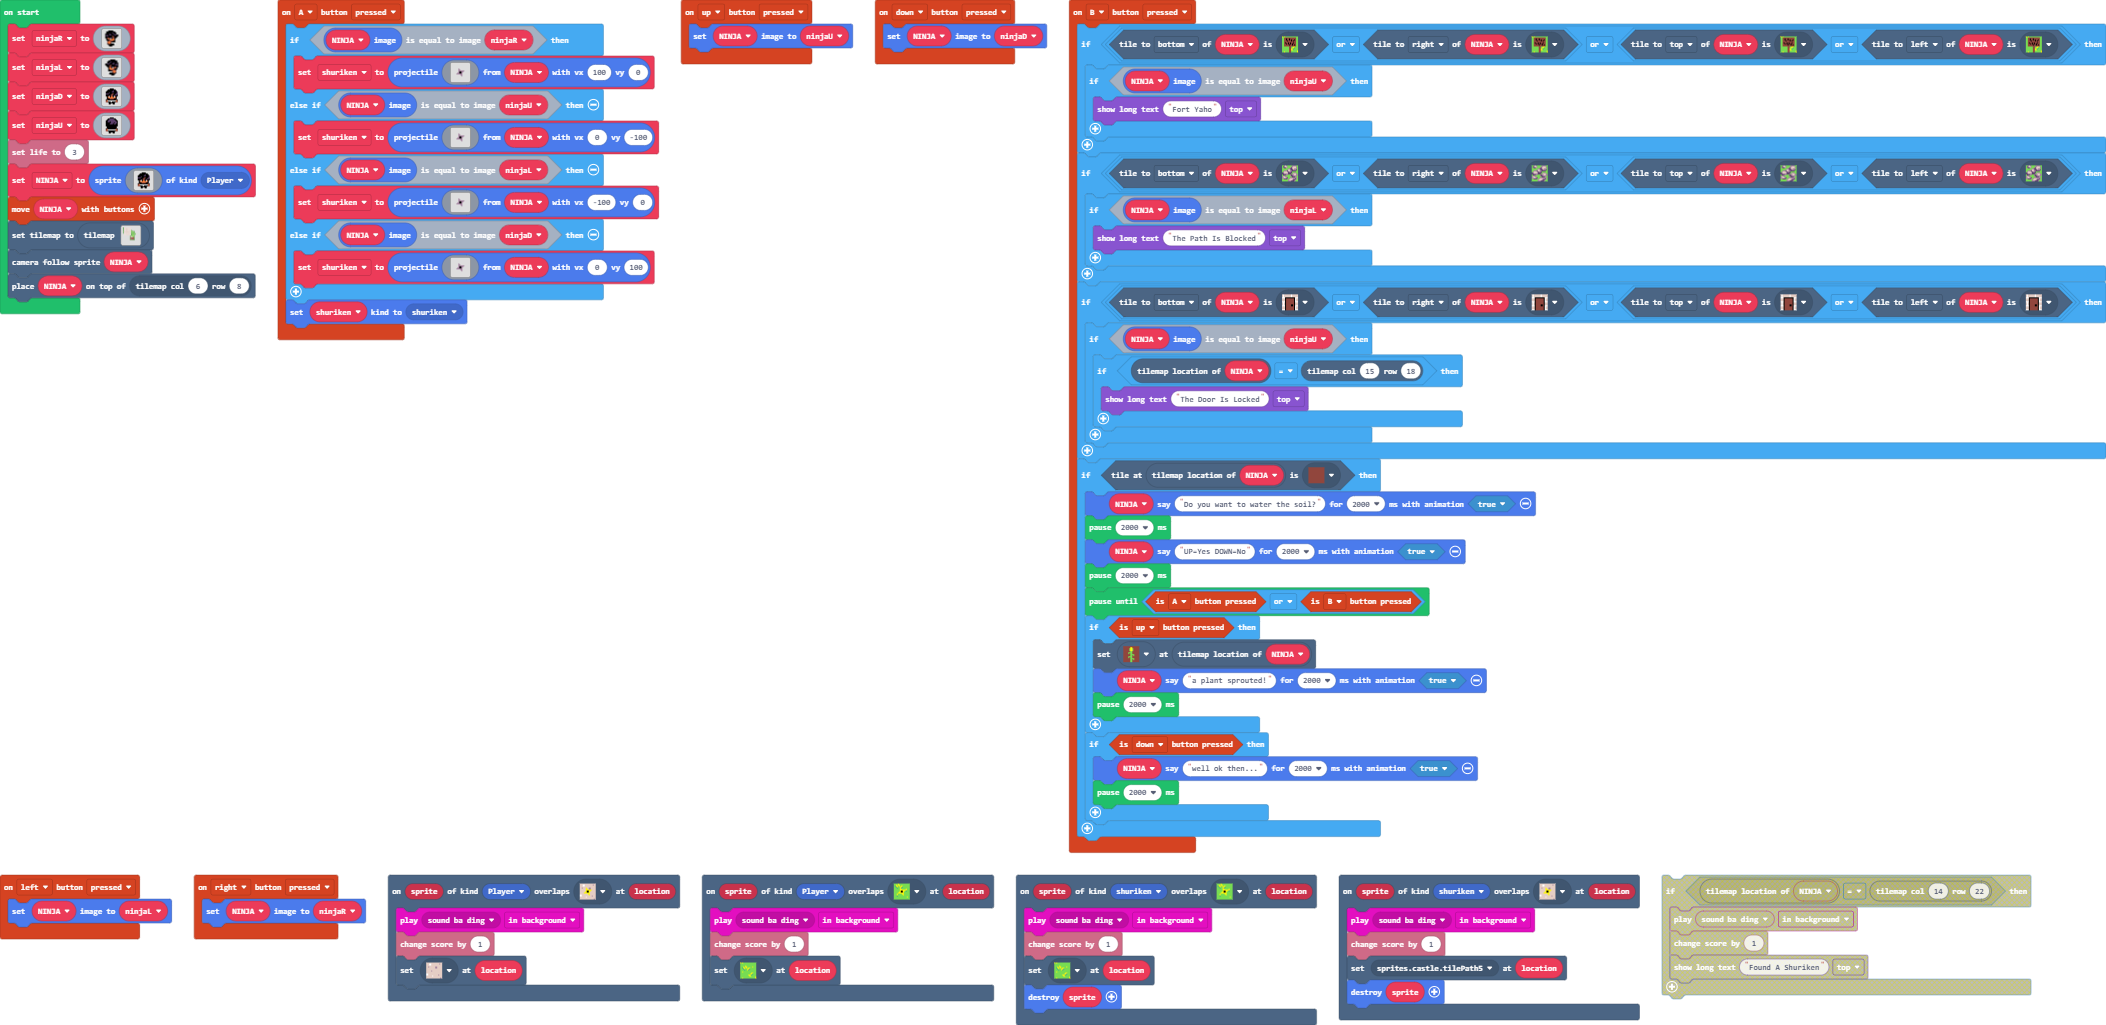 on start
set ninjaR to
set ninjaL to
set ninjaD to
set ninjaU to
set life to 3
set NINJA to sprite of kind Player
move NINJA with buttons
set tilemap to tilemap
camera follow sprite NINJA
place NINJA on top of tilemap col 6 row 8
on A button pressed
if NINJA image is equal to image ninjaR then
set shuriken to projectile from NINJA with vx 100 vy 0
else if NINJA image is equal to image ninjaU then
set shuriken to projectile from NINJA with vx 0 vy -100
else if NINJA image is equal to image ninjaL then
set shuriken to projectile from NINJA with vx -100 vy 0
else if NINJA image is equal to image ninjaD then
set shuriken to projectile from NINJA with vx 0 vy 100
set shuriken kind to shuriken
on up button pressed
set NINJA image to ninjaU
on down button pressed
set NINJA image to ninjaD
on B button pressed
if tile to bottom of NINJA is or tile to right of NINJA is or tile to top of NINJA is or tile to left of NINJA is then
if NINJA image is equal to image ninjaU then
show long text "Fort Yaho" top
if tile to bottom of NINJA is or tile to right of NINJA is or tile to top of NINJA is or tile to left of NINJA is then
if NINJA image is equal to image ninjaL then
show long text "The Path Is Blocked" top
if tile to bottom of NINJA is or tile to right of NINJA is or tile to top of NINJA is or tile to left of NINJA is then
if NINJA image is equal to image ninjaU then
if tilemap location of NINJA = tilemap col 15 row 18 then
show long text "The Door Is Locked" top
if tile at tilemap location of NINJA is then
NINJA say "Do you want to water the soil?" for 2000 ms with animation true
pause 2000 ms
NINJA say "UP=Yes DOWN=No" for 2000 ms with animation true
pause 2000 ms
pause until is A button pressed or is B button pressed
if is up button pressed then
set at tilemap location of NINJA
NINJA say "a plant sprouted!" for 2000 ms with animation true
pause 2000 ms
if is down button pressed then
NINJA say "well ok then..." for 2000 ms with animation true
pause 2000 ms
on left button pressed
set NINJA image to ninjaL
on right button pressed
set NINJA image to ninjaR
on sprite of kind Player overlaps at location
play sound ba ding in background
change score by 1
set at location
on sprite of kind Player overlaps at location
play sound ba ding in background
change score by 1
set at location
on sprite of kind shuriken overlaps at location
play sound ba ding in background
change score by 1
set at location
destroy sprite
on sprite of kind shuriken overlaps at location
play sound ba ding in background
change score by 1
set sprites.castle.tilePath5 at location
destroy sprite
if tilemap location of NINJA = tilemap col 14 row 22 then
play sound ba ding in background
change score by 1
show long text "Found A Shuriken" top